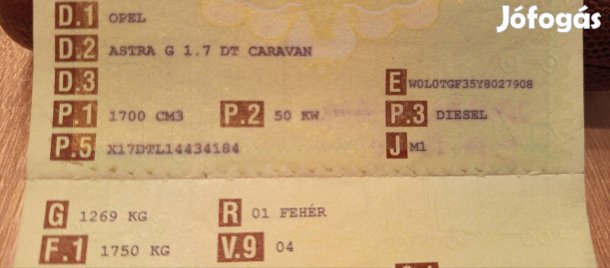 Jófogás
D.1 OPEL
D.2 ASTRA G 1.7 DT CARAVAN
D.3 E W0L0TGF35Y8027908
P.1 1700 CM3 P.2 50 KW P.3 DIESEL
P.5 X17DTL14434184 J M1
G 1269 KG R 01 FEHÉR
F.1 1750 KG V.9 04